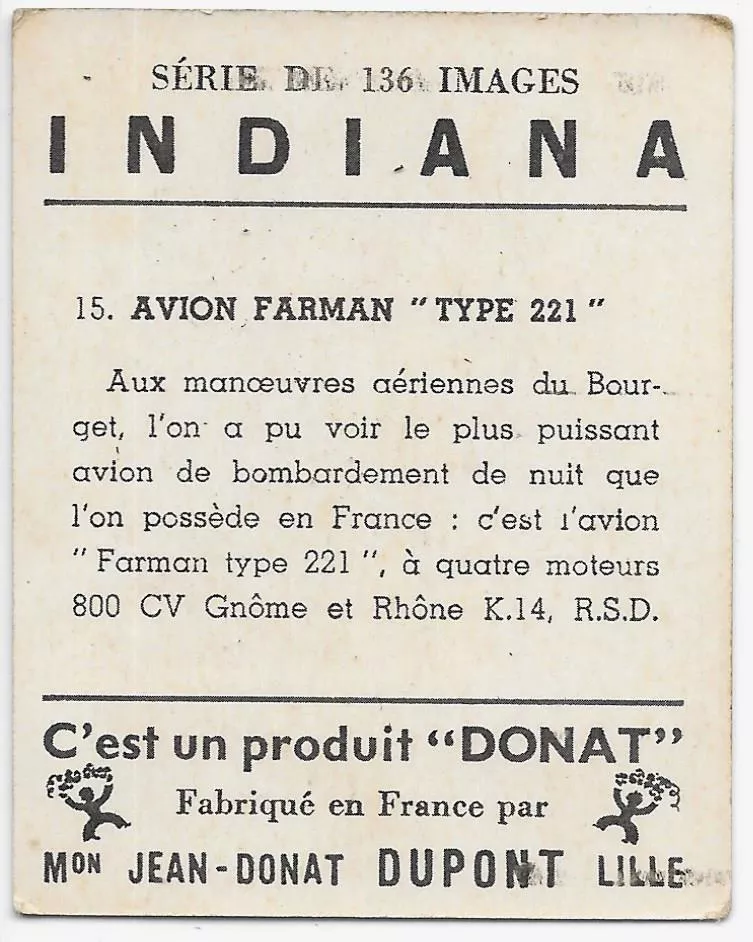 SÉRIE DE 136 IMAGES
INDIANA
15. AVION FARMAN "TYPE 221"
Aux manœuvres aériennes du Bour-
get, l'on a pu voir le plus puissant
avion de bombardement de nuit que
l'on possède en France : c'est l'avion
"Farman type 221", à quatre moteurs
800 CV Gnôme et Rhône K.14, R.S.D.
C'est un produit "DONAT"
Fabriqué en France par
MON JEAN-DONAT DUPONT LILLE